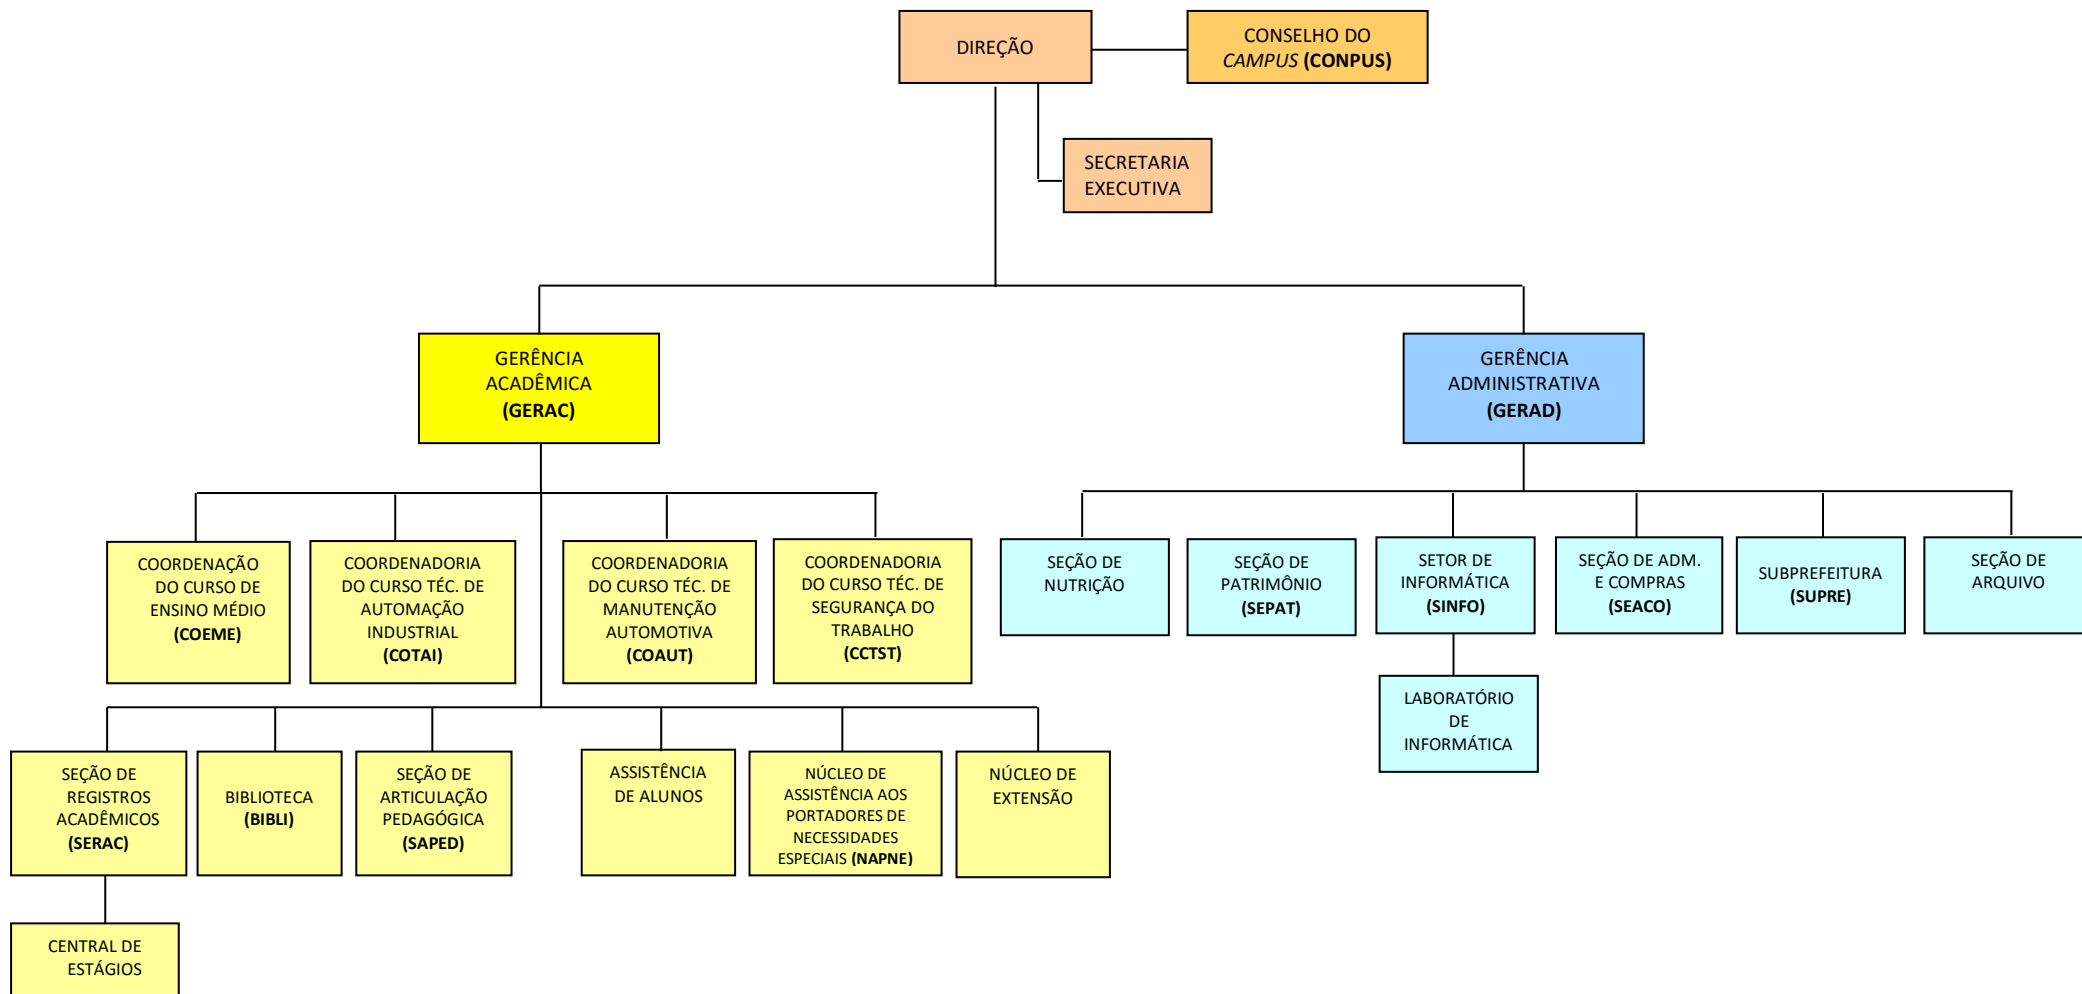 DIREÇÃO
CONSELHO DO
CAMPUS (CONPUS)
SECRETARIA
EXECUTIVA
GERÊNCIA
ACADÊMICA
(GERAC)
GERÊNCIA
ADMINISTRATIVA
(GERAD)
COORDENAÇÃO
DO CURSO DE
ENSINO MÉDIO
(COEME)
COORDENADORIA
DO CURSO TÉC. DE
AUTOMAÇÃO
INDUSTRIAL
(COTAI)
COORDENADORIA
DO CURSO TÉC. DE
MANUTENÇÃO
AUTOMOTIVA
(COAUT)
COORDENADORIA
DO CURSO TÉC. DE
SEGURANÇA DO
TRABALHO
(CCTST)
SEÇÃO DE
NUTRIÇÃO
SEÇÃO DE
PATRIMÔNIO
(SEPAT)
SETOR DE
INFORMÁTICA
(SINFO)
SEÇÃO DE ADM.
E COMPRAS
(SEACO)
SUBPREFEITURA
(SUPRE)
SEÇÃO DE
ARQUIVO
LABORATÓRIO
DE
INFORMÁTICA
SEÇÃO DE
REGISTROS
ACADÊMICOS
(SERAC)
BIBLIOTECA
(BIBLI)
SEÇÃO DE
ARTICULAÇÃO
PEDAGÓGICA
(SAPED)
ASSISTÊNCIA
DE ALUNOS
NÚCLEO DE
ASSISTÊNCIA AOS
PORTADORES DE
NECESSIDADES
ESPECIAIS (NAPNE)
NÚCLEO DE
EXTENSÃO
CENTRAL DE
ESTÁGIOS